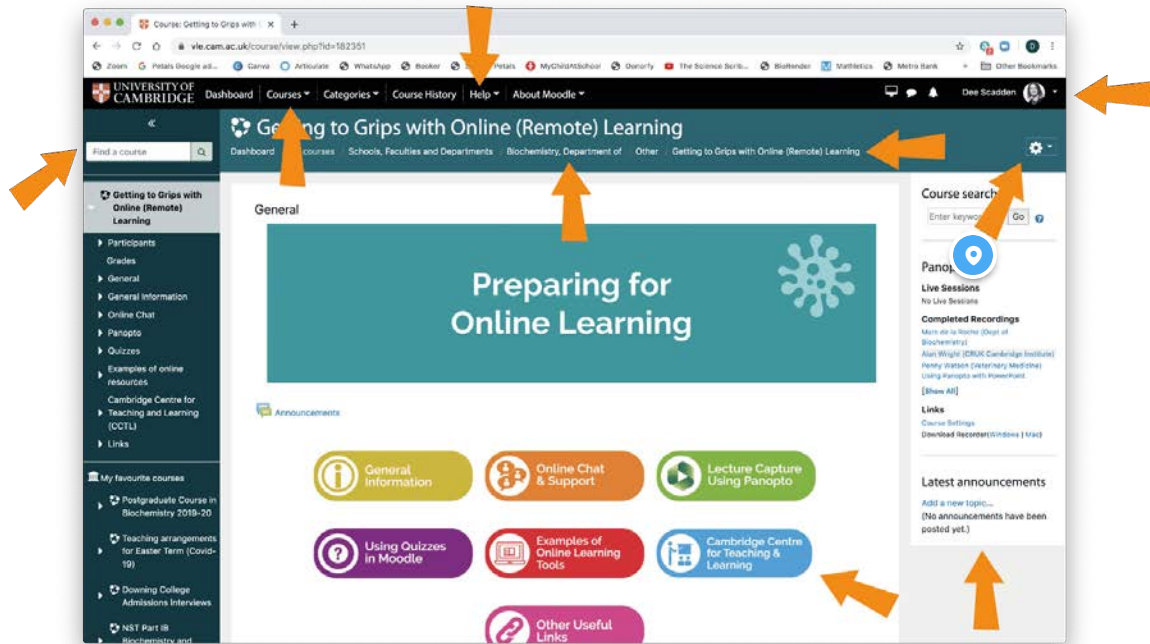 Course: Getting to Grips with
vle.cam.ac.uk/course/view.php?id=182351
Zoom
Petals Google ad...
Canva
Articulate
WhatsApp
Booker
Petals
MyChildAtSchool
Donorfy
The Science Scrib...
BioRender
Mathletics
Metro Bank
»
Other Bookmarks
UNIVERSITY OF
CAMBRIDGE
Dashboard
Courses
Categories
Course History
Help
About Moodle
Dee Scadden
«
Find a course
Getting to Grips with Online (Remote) Learning
Dashboard / courses / Schools, Faculties and Departments / Biochemistry, Department of / Other / Getting to Grips with Online (Remote) Learning
Getting to Grips with
Online (Remote)
Learning
Participants
Grades
General
General Information
Online Chat
Panopto
Quizzes
Examples of online
resources
Cambridge Centre for
Teaching and Learning
(CCTL)
Links
My favourite courses
Postgraduate Course in
Biochemistry 2019-20
Teaching arrangements
for Easter Term (Covid-
19)
Downing College
Admissions Interviews
NST Part IB
Biochemistry and
General
Preparing for
Online Learning
Announcements
General
Information
Online Chat
& Support
Lecture Capture
Using Panopto
Using Quizzes
in Moodle
Examples of
Online Learning
Tools
Cambridge Centre
for Teaching &
Learning
Other Useful
Links
Course search
Enter keywo
Go
Panop
Live Sessions
No Live Sessions
Completed Recordings
Marc de la Roche (Dept of
Biochemistry)
Alan Wright (CRUK Cambridge Institute)
Penny Watson (Veterinary Medicine)
Using Panopto with PowerPoint
[Show All]
Links
Course Settings
Download Recorder(Windows | Mac)
Latest announcements
Add a new topic...
(No announcements have been
posted yet.)